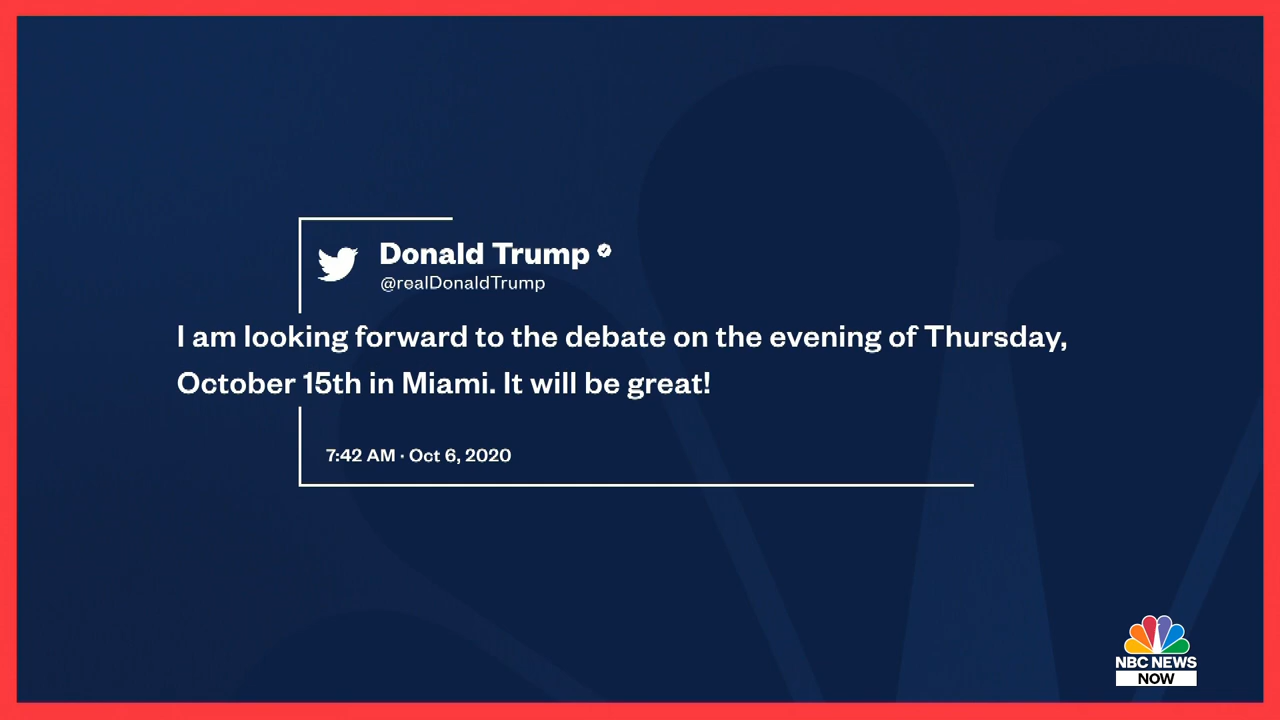 Donald Trump
@realDonaldTrump
I am looking forward to the debate on the evening of Thursday,
October 15th in Miami. It will be great!
7:42 AM · Oct 6, 2020
NBC NEWS
NOW